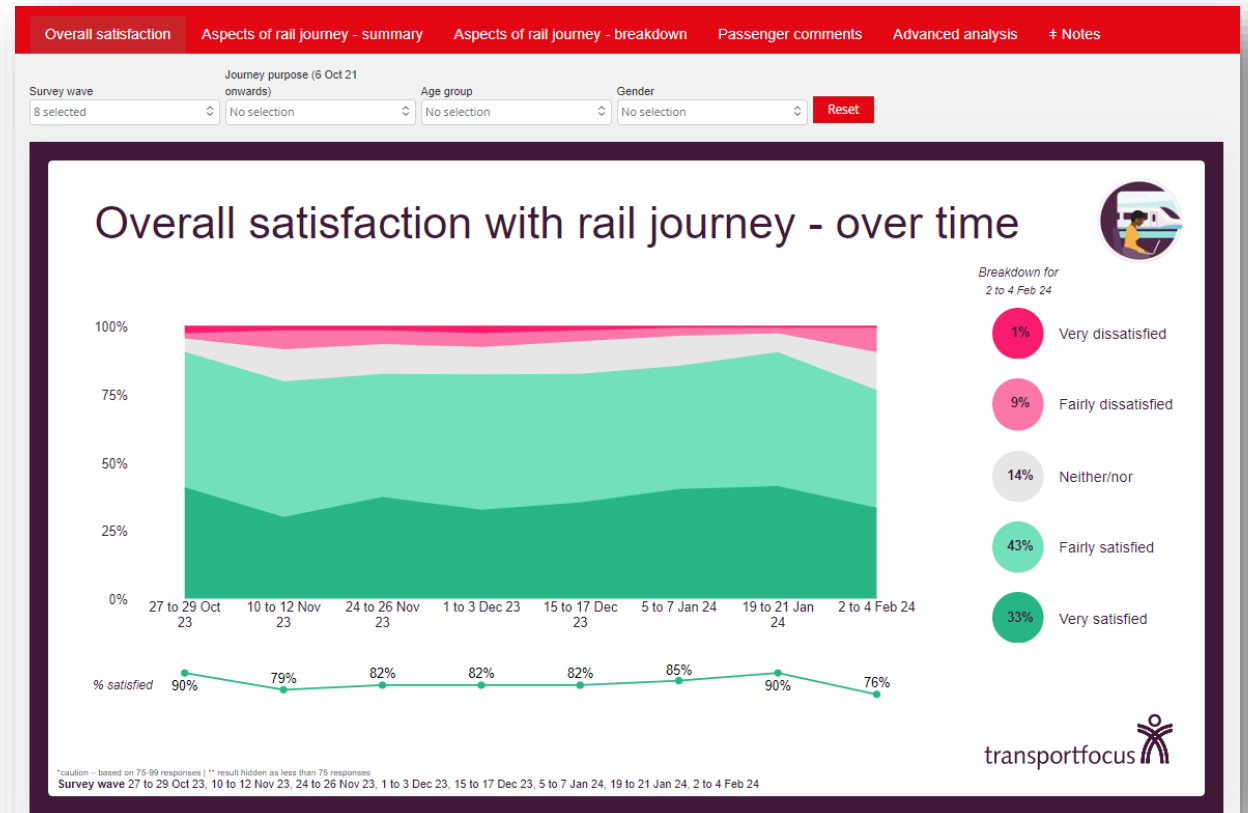 Overall satisfaction Aspects of rail journey - summary Aspects of rail journey - breakdown Passenger comments Advanced analysis ‡ Notes
Survey wave
Journey purpose (6 Oct 21
onwards)
Age group
Gender
8 selected
No selection
No selection
No selection
Reset
Overall satisfaction with rail journey - over time
Breakdown for
2 to 4 Feb 24
100%
75%
50%
25%
0%
27 to 29 Oct
23
10 to 12 Nov
23
24 to 26 Nov
23
1 to 3 Dec 23
15 to 17 Dec
23
5 to 7 Jan 24
19 to 21 Jan
24
2 to 4 Feb 24
1% Very dissatisfied
9% Fairly dissatisfied
14% Neither/nor
43% Fairly satisfied
33% Very satisfied
% satisfied 90% 79% 82% 82% 82% 85% 90% 76%
transportfocus
*caution – based on 75-99 responses | ** result hidden as less than 75 responses
Survey wave 27 to 29 Oct 23, 10 to 12 Nov 23, 24 to 26 Nov 23, 1 to 3 Dec 23, 15 to 17 Dec 23, 5 to 7 Jan 24, 19 to 21 Jan 24, 2 to 4 Feb 24